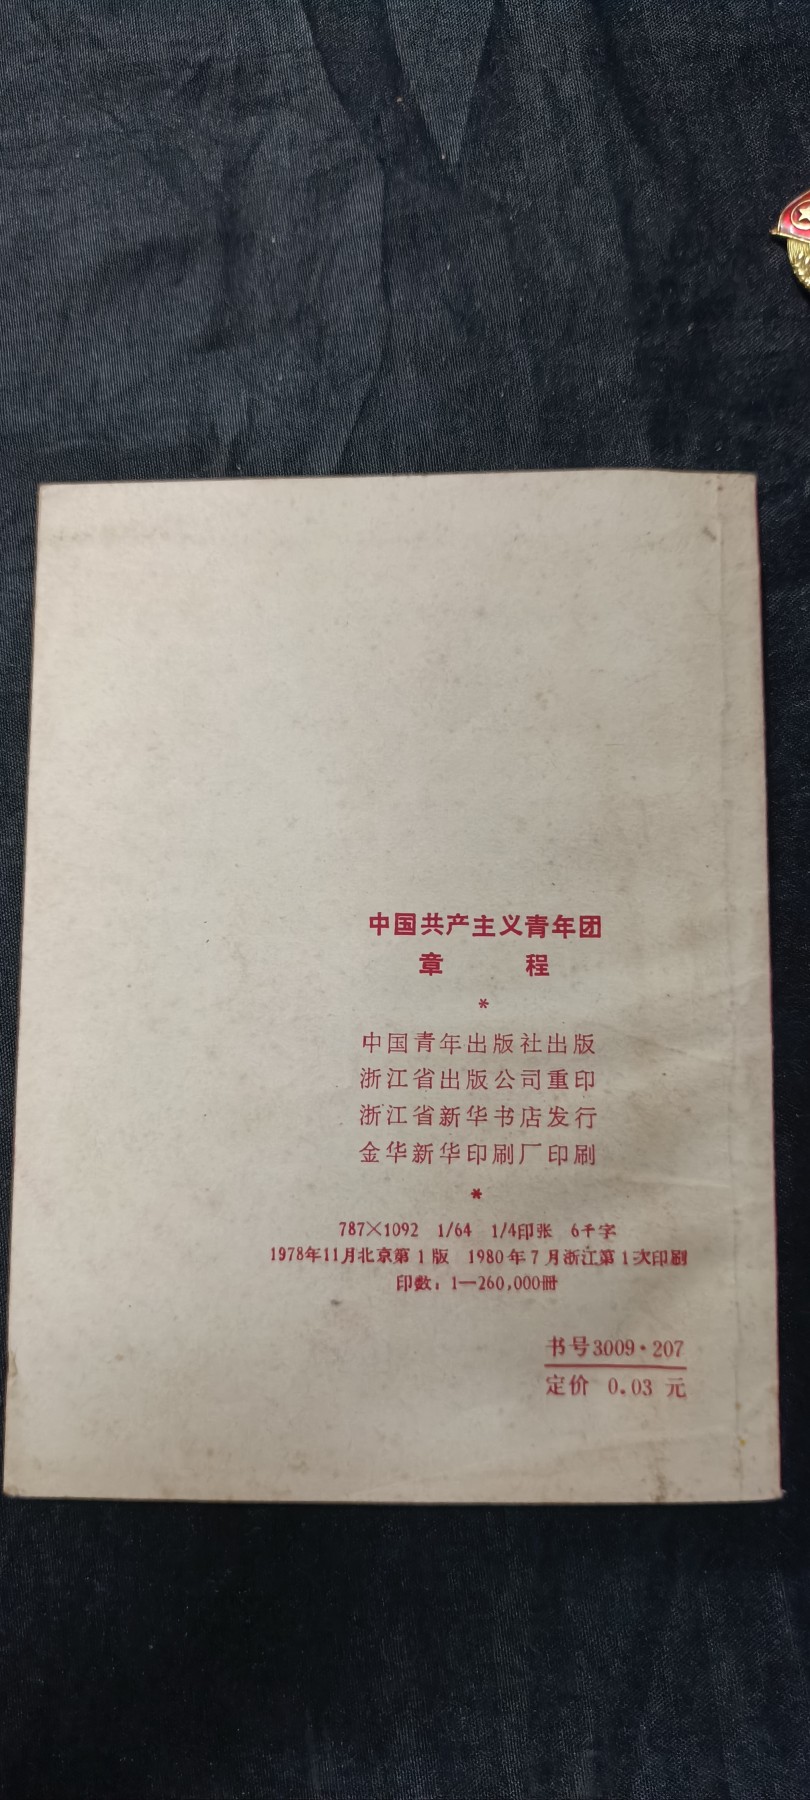 中国共产主义青年团
章 程
*
中国青年出版社出版
浙江省出版公司重印
浙江省新华书店发行
金华新华印刷厂印刷
*
787×1092 1/64 1/4印张 6千字
1978年11月北京第1版 1980年7月浙江第1次印刷
印数：1—260,000册
书号3009·207
定价 0.03 元